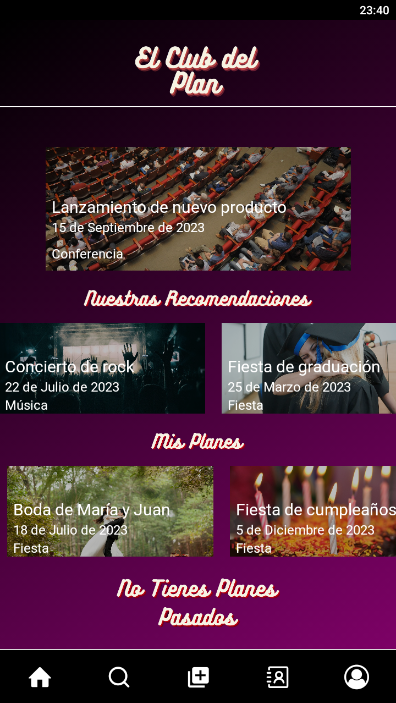 23:40
El Club del
Plan
Lanzamiento de nuevo producto
15 de Septiembre de 2023
Conferencia
Nuestras Recomendaciones
Concierto de rock
22 de Julio de 2023
Música
Fiesta de graduación
25 de Marzo de 2023
Fiesta
Mis Planes
Boda de María y Juan
18 de Julio de 2023
Fiesta
Fiesta de cumpleaños
5 de Diciembre de 2023
Fiesta
No Tienes Planes
Pasados